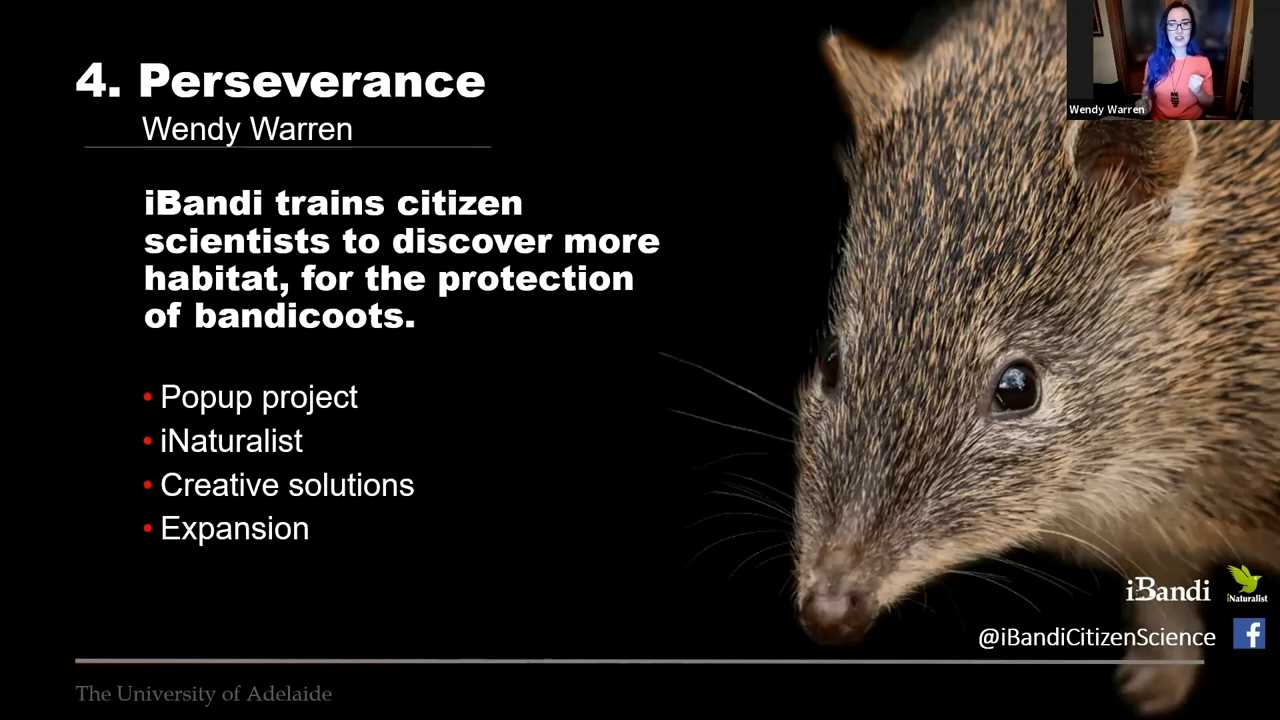 4. Perseverance
Wendy Warren
Wendy Warren
iBandi trains citizen
scientists to discover more
habitat, for the protection
of bandicoots.
• Popup project
• iNaturalist
• Creative solutions
• Expansion
iBandi
iNaturalist
@iBandiCitizenScience
f
The University of Adelaide